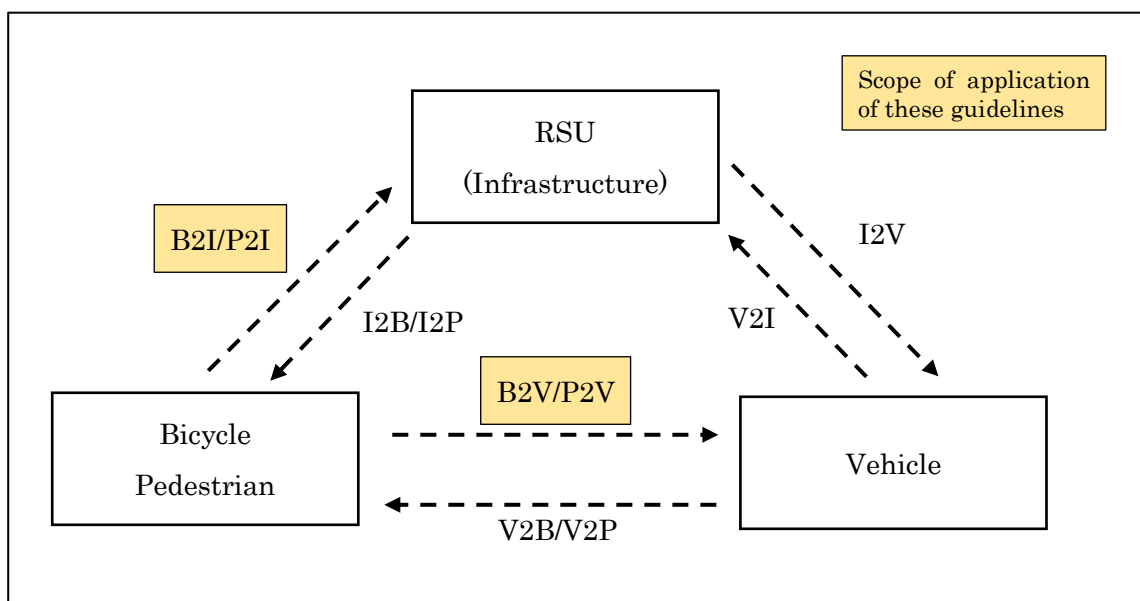 Scope of application
of these guidelines
RSU
(Infrastructure)
B2I/P2I
I2V
I2B/I2P
V2I
B2V/P2V
Bicycle
Pedestrian
Vehicle
V2B/V2P